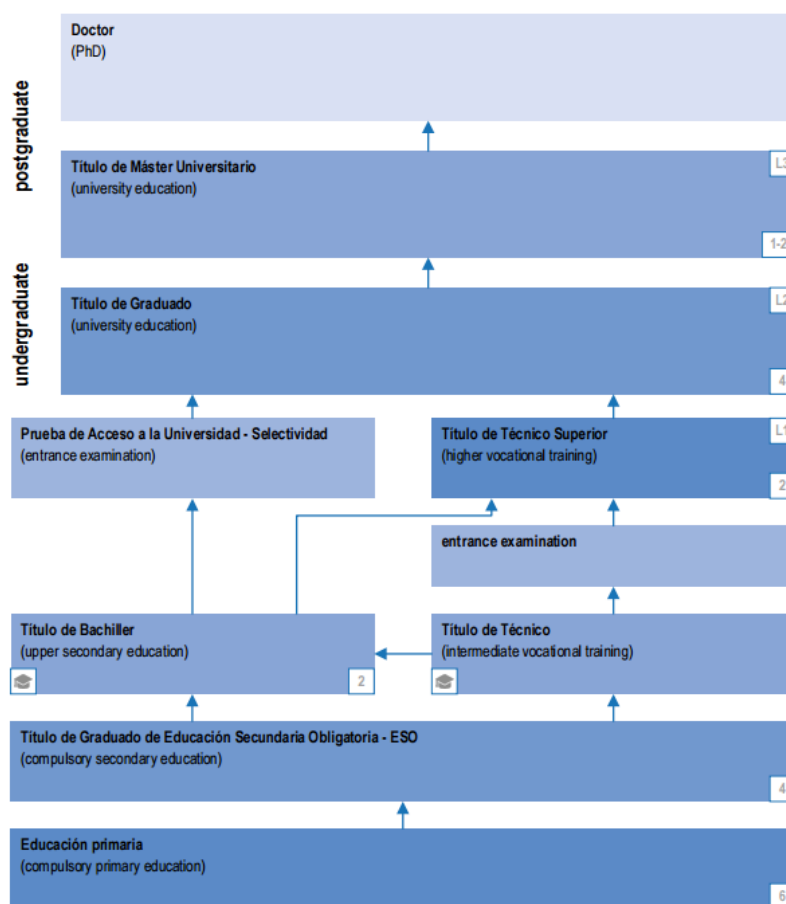 Doctor
(PhD)
postgraduate
Título de Máster Universitario
(university education)
L3
1-2
undergraduate
Título de Graduado
(university education)
L2
4
Prueba de Acceso a la Universidad - Selectividad
(entrance examination)
Título de Técnico Superior
(higher vocational training)
L1
2
entrance examination
Título de Bachiller
(upper secondary education)
2
Título de Técnico
(intermediate vocational training)
Título de Graduado de Educación Secundaria Obligatoria - ESO
(compulsory secondary education)
4
Educación primaria
(compulsory primary education)
6